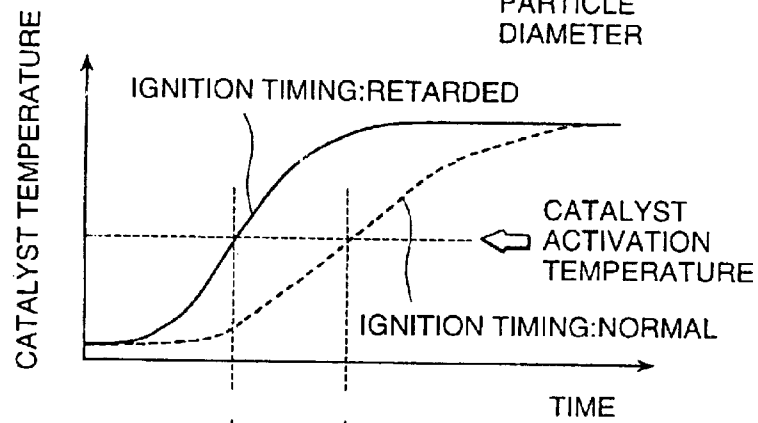 PARTICLE
DIAMETER
CATALYST TEMPERATURE
IGNITION TIMING:RETARDED
CATALYST
ACTIVATION
TEMPERATURE
IGNITION TIMING:NORMAL
TIME